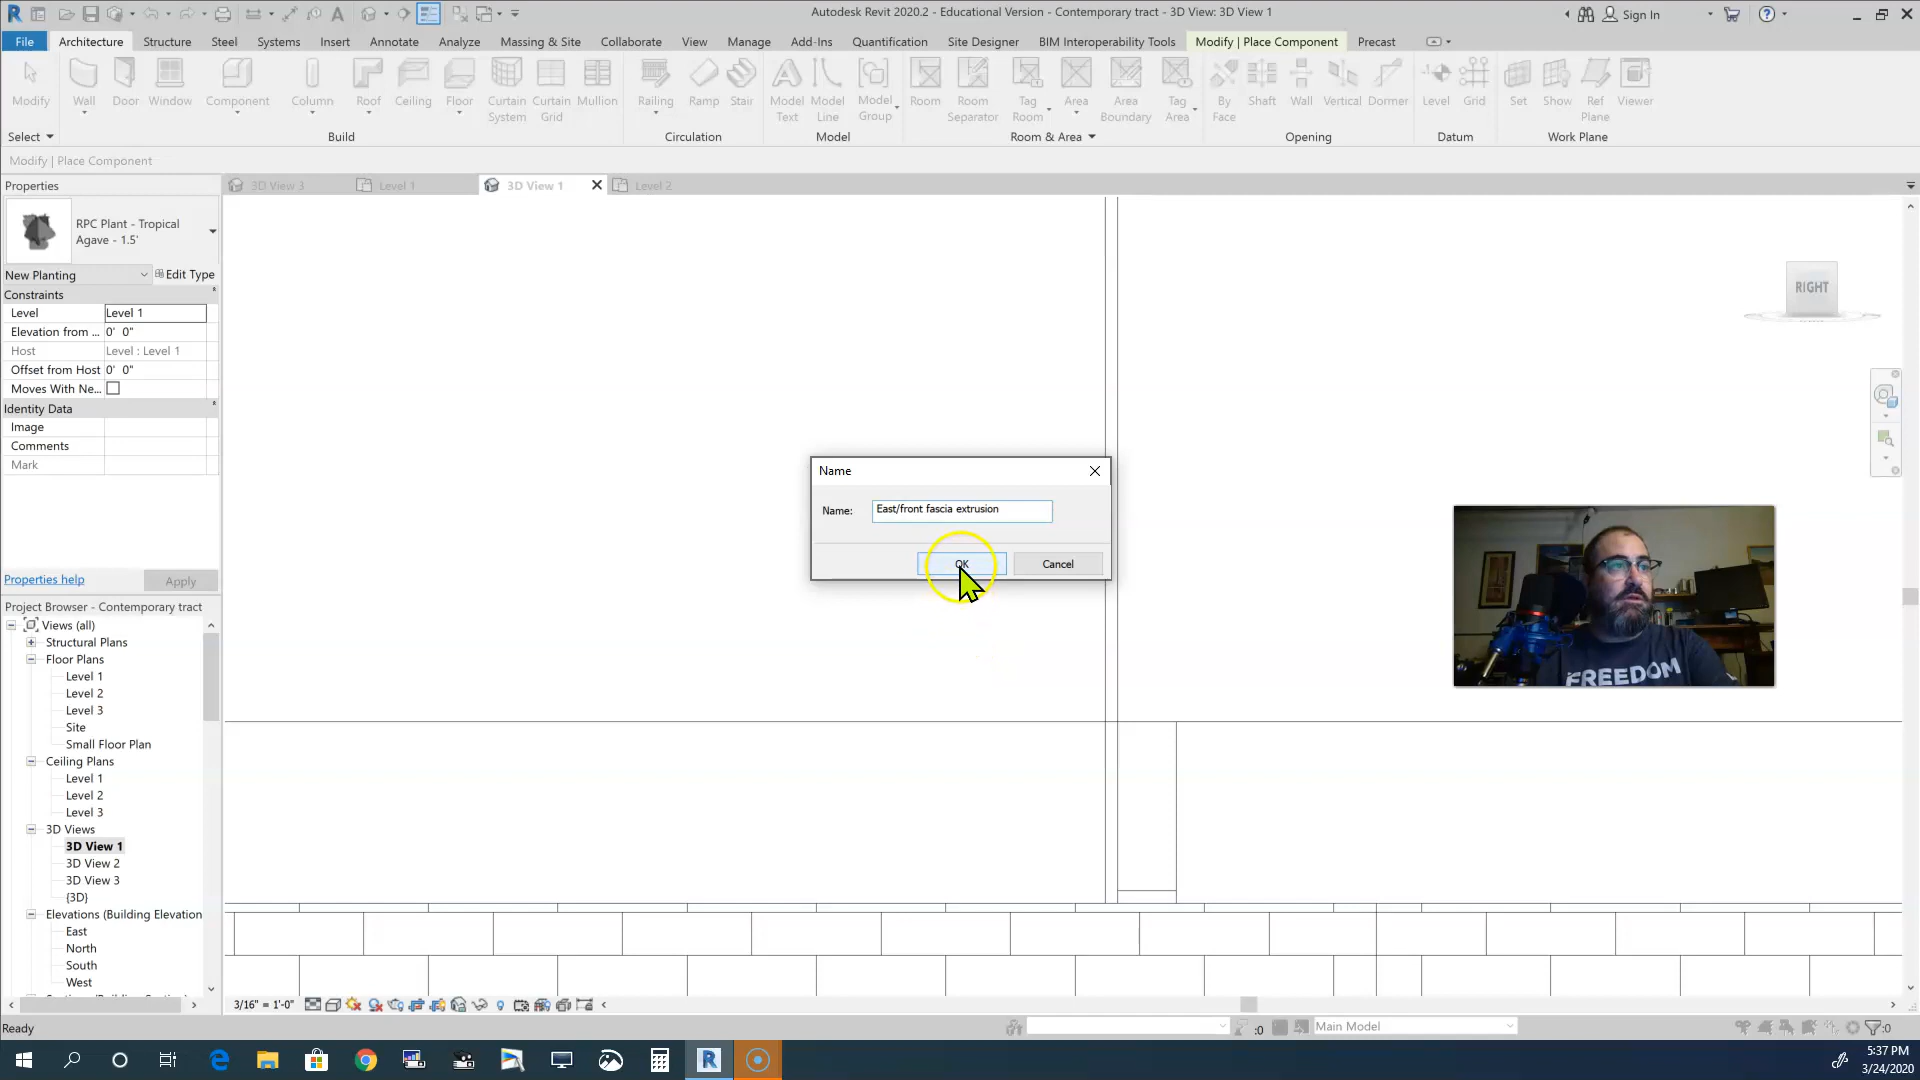 Autodesk Revit 2020.2 - Educational Version - Contemporary tract - 3D View: 3D View 1
Sign In
File Architecture Structure Steel Systems Insert Annotate Analyze Massing & Site Collaborate View Manage Add-Ins Quantification Site Designer BIM Interoperability Tools Modify | Place Component Precast
Modify Wall Door Window Component Column Roof Ceiling Floor Curtain System Curtain Grid Mullion Railing Ramp Stair Model Text Model Line Model Group Room Room Separator Tag Room Area Area Boundary Tag Area By Face Shaft Wall Vertical Dormer Level Grid Set Show Ref Plane Viewer
Select Build Circulation Model Room & Area Opening Datum Work Plane
Modify | Place Component
Properties
3D View 3 Level 1 3D View 1 Level 2
RPC Plant - Tropical
Agave - 1.5'
New Planting Edit Type
Constraints
Level Level 1
Elevation from ... 0' 0"
Host Level : Level 1
Offset from Host 0' 0"
Moves With Ne...
Identity Data
Image
Comments
Mark
Properties help Apply
RIGHT
Name
Name: East/front fascia extrusion
OK Cancel
FREEDOM
Project Browser - Contemporary tract
Views (all)
Structural Plans
Floor Plans
Level 1
Level 2
Level 3
Site
Small Floor Plan
Ceiling Plans
Level 1
Level 2
Level 3
3D Views
3D View 1
3D View 2
3D View 3
{3D}
Elevations (Building Elevation
East
North
South
West
3/16" = 1'-0"
Ready
:0
Main Model
:0
5:37 PM
3/24/2020